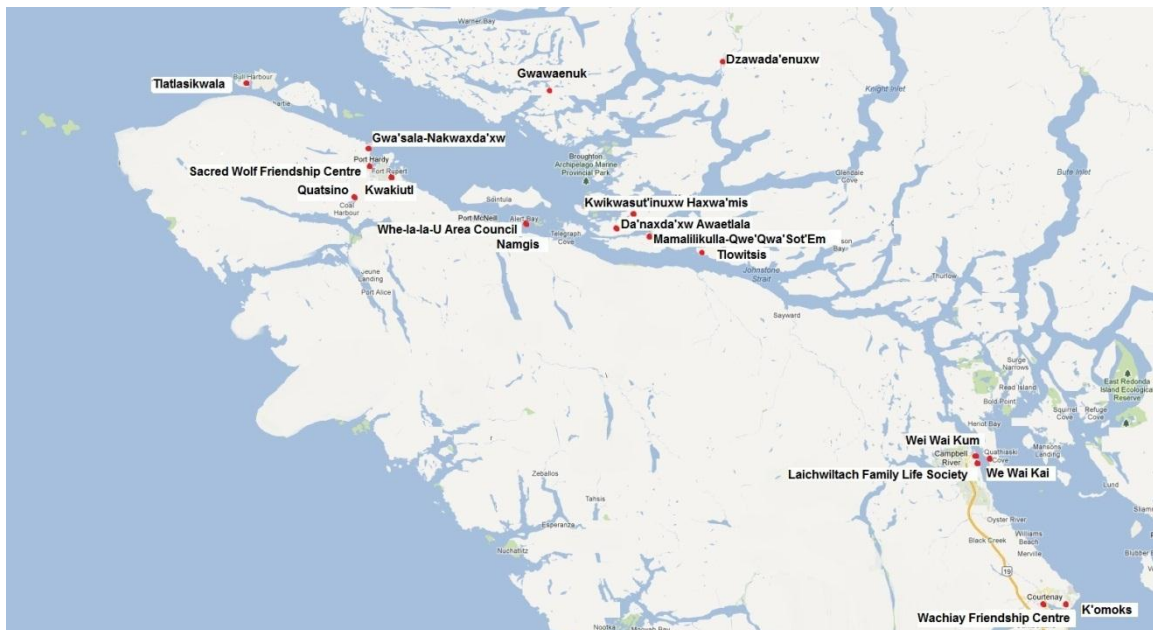 Warner Bay
Dzawada'enuxw
Gwawaenuk
Bull Harbour
Tlatlasikwala
Knight Inlet
Gwa'sala-Nakwaxda'xw
Port Hardy
Broughton
Archipelago Marine
Provincial Park
Sacred Wolf Friendship Centre
Fort Rupert
Glendale
Cove
Bute Inlet
Quatsino
Kwakiutl
Coal
Harbour
Sointula
Kwikwasut'inuxw Haxwa'mis
Port McNeill
Alert Bay
Whe-la-la-U Area Council
Telegraph
Cove
Da'naxda'xw Awaetlala
Mamalilikulla-Qwe'Qwa'Sot'Em
Namgis
Tlowitsis
Jeune
Landing
Port Alice
Johnstone
Strait
Thurlow
Sayward
Surge
Narrows
Read Island
Bold Point
East Redonda
Island Ecological
Reserve
Squirrel
Cove
Refuge
Cove
Heriot Bay
Wei Wai Kum
Campbell
River
Quathiaski
Cove
Mansons
Landing
Laichwiltach Family Life Society
We Wai Kai
Zeballos
Tahsis
Lund
Esperanza
Oyster River
Black Creek
Williams
Beach
Merville
Nuchatlitz
19
Courtenay
K'omoks
Wachiay Friendship Centre
Nootka